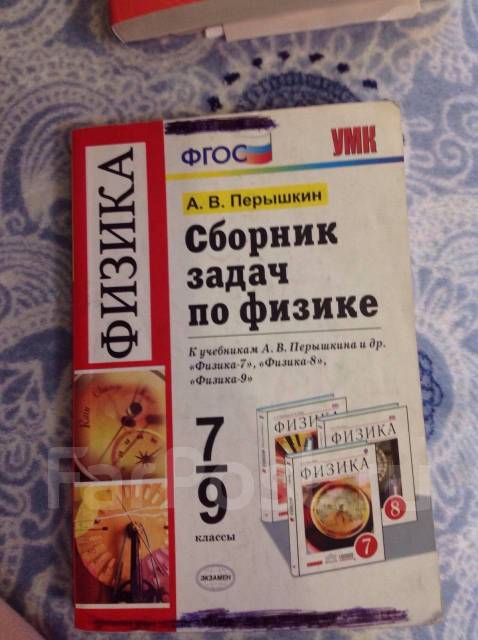 ФИЗИКА
ФГОС
УМК
А. В. Перышкин
Сборник
задач
по физике
К учебникам А. В. Перышкина и др.
«Физика-7», «Физика-8»,
«Физика-9»
7
9
классы
ФИЗИКА
ФИЗИКА
ФИЗИКА
8
7
ЭКЗАМЕН